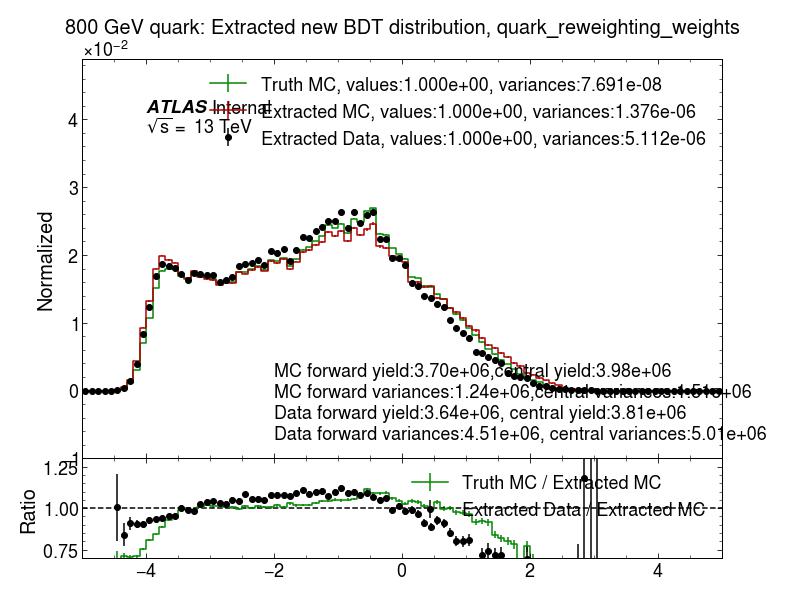 800 GeV quark: Extracted new BDT distribution, quark_reweighting_weights
×10⁻²
Truth MC, values:1.000e+00, variances:7.691e-08
ATLAS Internal
Extracted MC, values:1.000e+00, variances:1.376e-06
√s = 13 TeV
Extracted Data, values:1.000e+00, variances:5.112e-06
4
3
2
1
0
1
Normalized
MC forward yield:3.70e+06,central yield:3.98e+06
MC forward variances:1.24e+06,central variances:1.51e+06
Data forward yield:3.64e+06, central yield:3.81e+06
Data forward variances:4.51e+06, central variances:5.01e+06
1.25
1.00
0.75
Ratio
Truth MC / Extracted MC
Extracted Data / Extracted MC
−4
−2
0
2
4